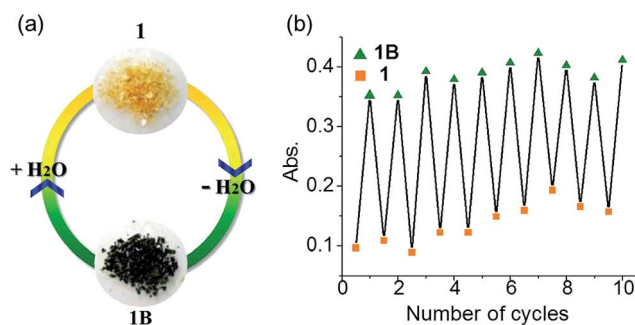 (a)
1
+ H2O
- H2O
1B
(b)
1B
1
0.4
0.3
0.2
0.1
Abs.
0 2 4 6 8 10
Number of cycles